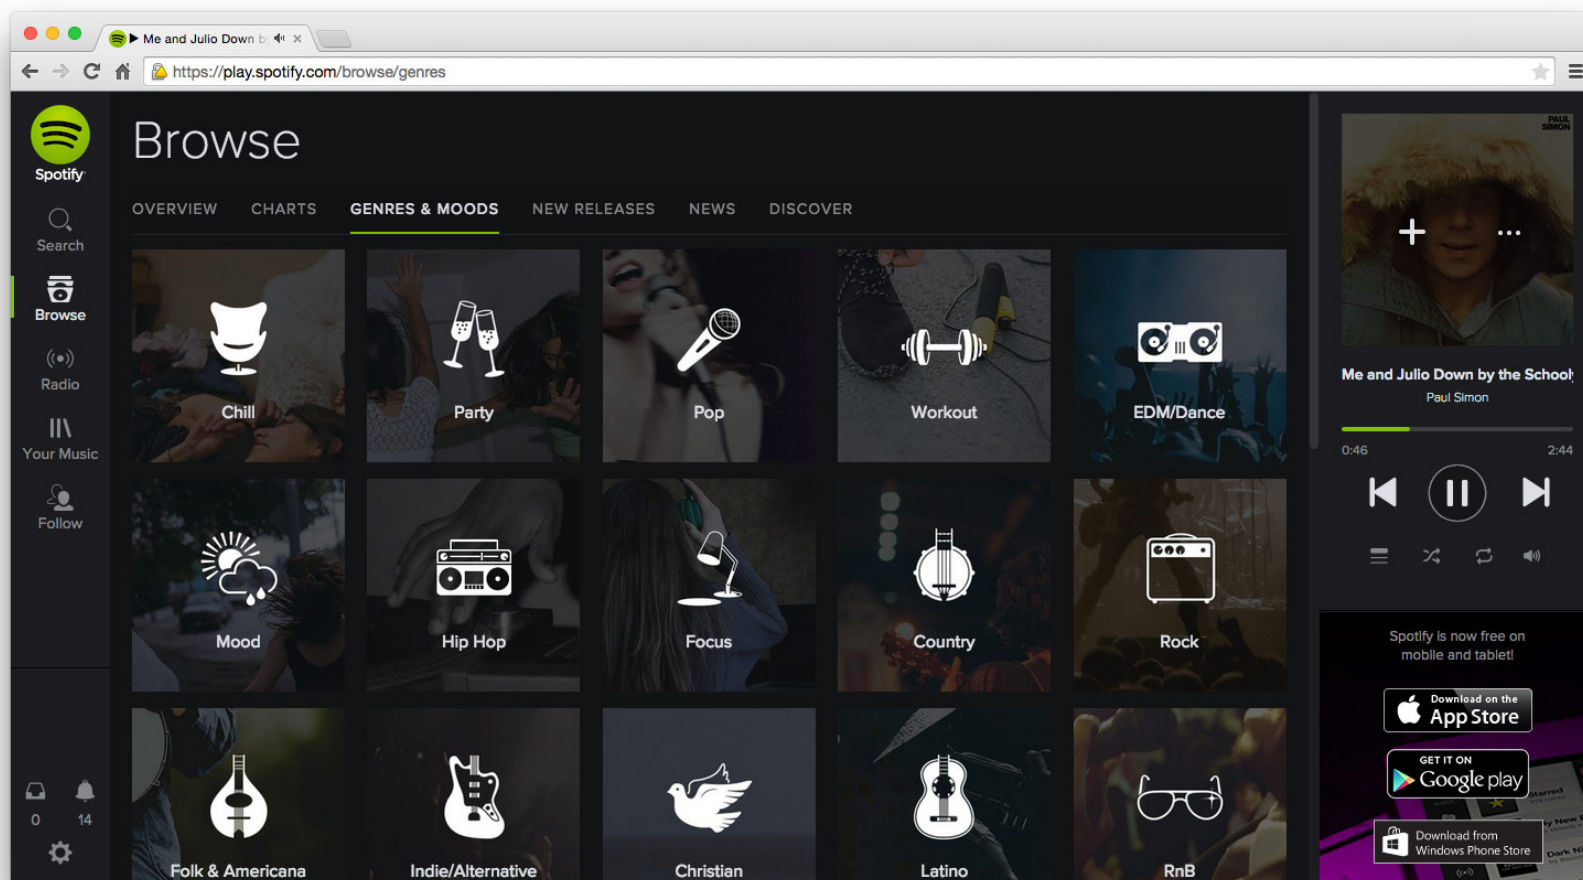 Me and Julio Down b
https://play.spotify.com/browse/genres
Spotify
Search
Browse
Radio
Your Music
Follow
0
14
Browse
OVERVIEW
CHARTS
GENRES & MOODS
NEW RELEASES
NEWS
DISCOVER
Chill
Party
Pop
Workout
EDM/Dance
Mood
Hip Hop
Focus
Country
Rock
Folk & Americana
Indie/Alternative
Christian
Latino
RnB
PAUL
SIMON
Me and Julio Down by the School
Paul Simon
0:46
2:44
Spotify is now free on
mobile and tablet!
Download on the
App Store
GET IT ON
Google play
Download from
Windows Phone Store
Starred